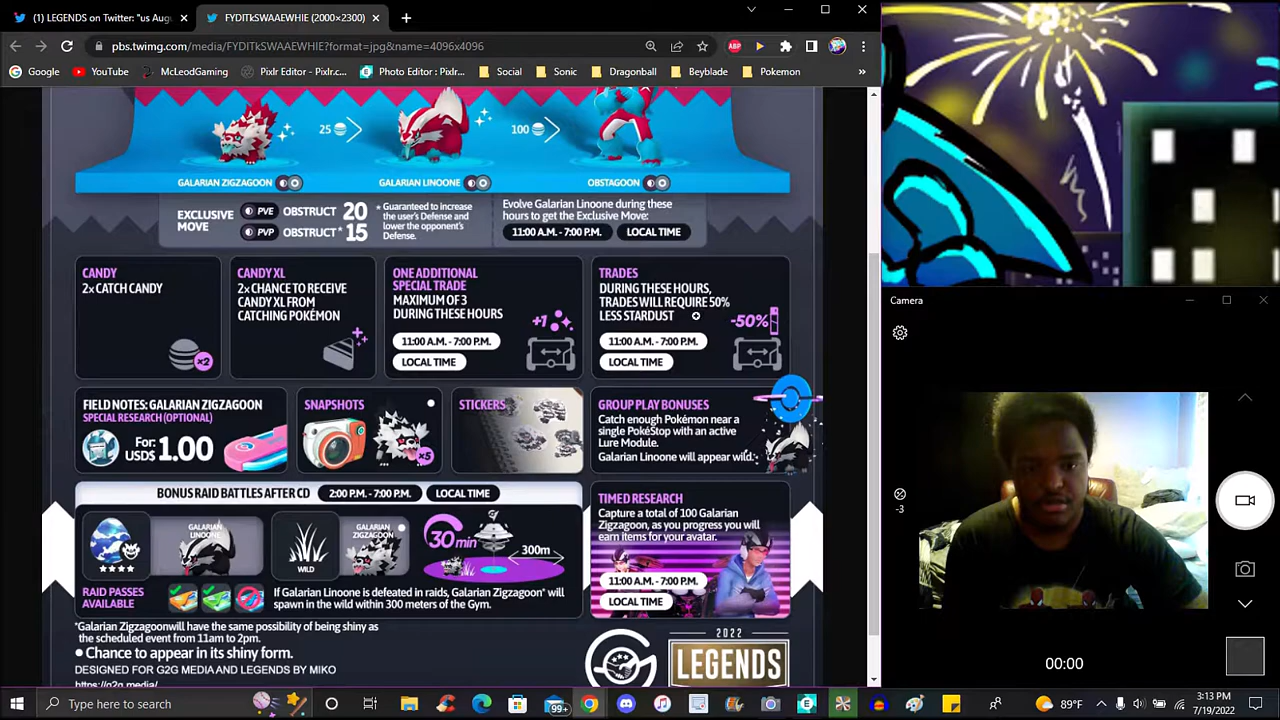 (1) LEGENDS on Twitter: "us Aug
FYDITkSWAAEWHIE (2000×2300)
pbs.twimg.com/media/FYDITkSWAAEWHIE?format=jpg&name=4096x4096
ABP
Google
YouTube
McLeodGaming
Pixlr Editor - Pixlr.c...
Photo Editor : Pixlr...
Social
Sonic
Dragonball
Beyblade
Pokemon
»
25
100
GALARIAN ZIGZAGOON
GALARIAN LINOONE
OBSTAGOON
EXCLUSIVE
MOVE
PVE OBSTRUCT 20
PVP OBSTRUCT* 15
* Guaranteed to increase
the user's Defense and
lower the opponent's
Defense.
Evolve Galarian Linoone during these
hours to get the Exclusive Move:
11:00 A.M. - 7:00 P.M. LOCAL TIME
CANDY
2x CATCH CANDY
x2
CANDY XL
2x CHANCE TO RECEIVE
CANDY XL FROM
CATCHING POKÉMON
ONE ADDITIONAL
SPECIAL TRADE
MAXIMUM OF 3
DURING THESE HOURS
11:00 A.M. - 7:00 P.M.
LOCAL TIME
+1
TRADES
DURING THESE HOURS,
TRADES WILL REQUIRE 50%
LESS STARDUST
11:00 A.M. - 7:00 P.M.
LOCAL TIME
-50%
FIELD NOTES: GALARIAN ZIGZAGOON
SPECIAL RESEARCH (OPTIONAL)
For:
USD$ 1.00
SNAPSHOTS
x5
STICKERS
GROUP PLAY BONUSES
Catch enough Pokémon near a
single PokéStop with an active
Lure Module.
Galarian Linoone will appear wild.
BONUS RAID BATTLES AFTER CD 2:00 P.M. - 7:00 P.M. LOCAL TIME
GALARIAN
LINOONE
WILD
GALARIAN
ZIGZAGOON
30 min
300m
RAID PASSES
AVAILABLE
If Galarian Linoone is defeated in raids, Galarian Zigzagoon* will
spawn in the wild within 300 meters of the Gym.
TIMED RESEARCH
Capture a total of 100 Galarian
Zigzagoon, as you progress you will
earn items for your avatar.
11:00 A.M. - 7:00 P.M.
LOCAL TIME
*Galarian Zigzagoonwill have the same possibility of being shiny as
the scheduled event from 11am to 2pm.
• Chance to appear in its shiny form.
DESIGNED FOR G2G MEDIA AND LEGENDS BY MIKO
https://g2g.media/
2022
LEGENDS
Camera
-3
00:00
Type here to search
99+
89°F
3:13 PM
7/19/2022